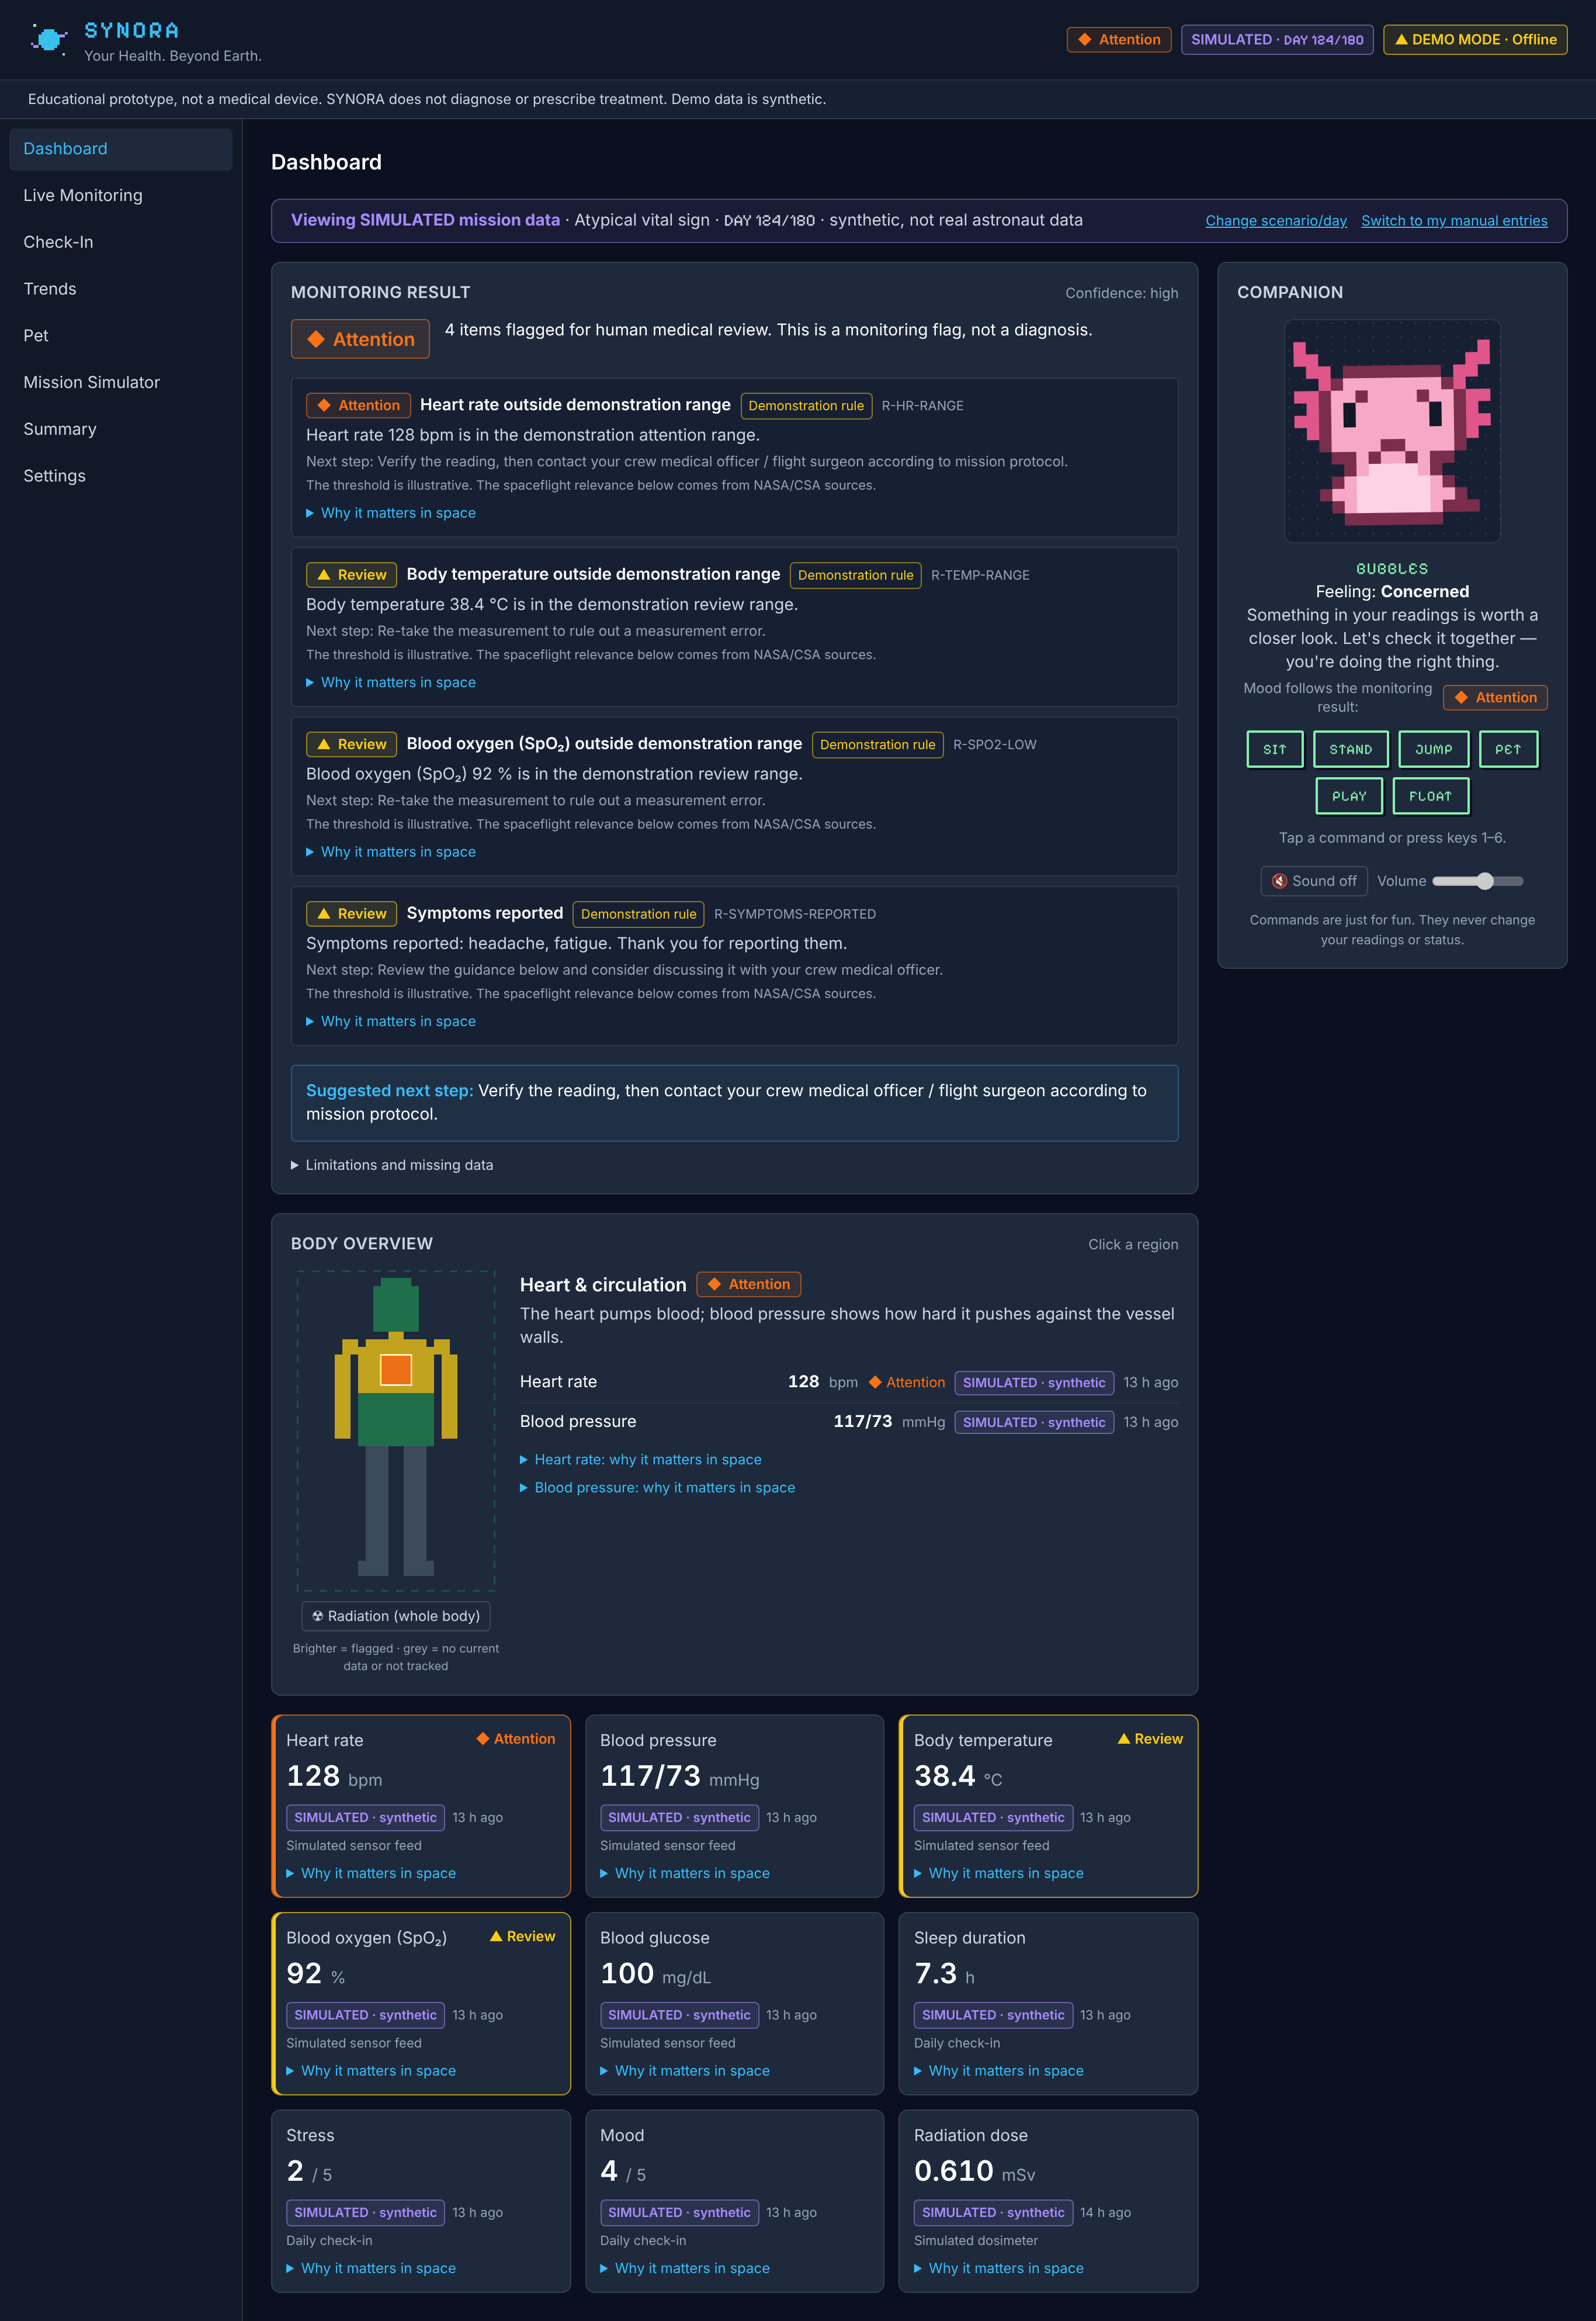 SYNORA
Your Health. Beyond Earth.
◆ Attention
SIMULATED · DAY 124/180
▲ DEMO MODE · Offline
Educational prototype, not a medical device. SYNORA does not diagnose or prescribe treatment. Demo data is synthetic.
Dashboard
Live Monitoring
Check-In
Trends
Pet
Mission Simulator
Summary
Settings
Dashboard
Viewing SIMULATED mission data · Atypical vital sign · DAY 124/180 · synthetic, not real astronaut data
Change scenario/day
Switch to my manual entries
MONITORING RESULT
Confidence: high
◆ Attention
4 items flagged for human medical review. This is a monitoring flag, not a diagnosis.
◆ Attention Heart rate outside demonstration range Demonstration rule R-HR-RANGE
Heart rate 128 bpm is in the demonstration attention range.
Next step: Verify the reading, then contact your crew medical officer / flight surgeon according to mission protocol.
The threshold is illustrative. The spaceflight relevance below comes from NASA/CSA sources.
▶ Why it matters in space
▲ Review Body temperature outside demonstration range Demonstration rule R-TEMP-RANGE
Body temperature 38.4 °C is in the demonstration review range.
Next step: Re-take the measurement to rule out a measurement error.
The threshold is illustrative. The spaceflight relevance below comes from NASA/CSA sources.
▶ Why it matters in space
▲ Review Blood oxygen (SpO₂) outside demonstration range Demonstration rule R-SPO2-LOW
Blood oxygen (SpO₂) 92 % is in the demonstration review range.
Next step: Re-take the measurement to rule out a measurement error.
The threshold is illustrative. The spaceflight relevance below comes from NASA/CSA sources.
▶ Why it matters in space
▲ Review Symptoms reported Demonstration rule R-SYMPTOMS-REPORTED
Symptoms reported: headache, fatigue. Thank you for reporting them.
Next step: Review the guidance below and consider discussing it with your crew medical officer.
The threshold is illustrative. The spaceflight relevance below comes from NASA/CSA sources.
▶ Why it matters in space
Suggested next step: Verify the reading, then contact your crew medical officer / flight surgeon according to
mission protocol.
▶ Limitations and missing data
COMPANION
BUBBLES
Feeling: Concerned
Something in your readings is worth a
closer look. Let's check it together —
you're doing the right thing.
Mood follows the monitoring
result:
◆ Attention
SIT
STAND
JUMP
PET
PLAY
FLOAT
Tap a command or press keys 1–6.
🔇 Sound off
Volume
Commands are just for fun. They never change
your readings or status.
BODY OVERVIEW
Click a region
☢ Radiation (whole body)
Brighter = flagged · grey = no current
data or not tracked
Heart & circulation ◆ Attention
The heart pumps blood; blood pressure shows how hard it pushes against the vessel
walls.
Heart rate 128 bpm ◆ Attention SIMULATED · synthetic 13 h ago
Blood pressure 117/73 mmHg SIMULATED · synthetic 13 h ago
▶ Heart rate: why it matters in space
▶ Blood pressure: why it matters in space
Heart rate ◆ Attention
128 bpm
SIMULATED · synthetic 13 h ago
Simulated sensor feed
▶ Why it matters in space
Blood pressure
117/73 mmHg
SIMULATED · synthetic 13 h ago
Simulated sensor feed
▶ Why it matters in space
Body temperature ▲ Review
38.4 °C
SIMULATED · synthetic 13 h ago
Simulated sensor feed
▶ Why it matters in space
Blood oxygen (SpO₂) ▲ Review
92 %
SIMULATED · synthetic 13 h ago
Simulated sensor feed
▶ Why it matters in space
Blood glucose
100 mg/dL
SIMULATED · synthetic 13 h ago
Simulated sensor feed
▶ Why it matters in space
Sleep duration
7.3 h
SIMULATED · synthetic 13 h ago
Daily check-in
▶ Why it matters in space
Stress
2 / 5
SIMULATED · synthetic 13 h ago
Daily check-in
▶ Why it matters in space
Mood
4 / 5
SIMULATED · synthetic 13 h ago
Daily check-in
▶ Why it matters in space
Radiation dose
0.610 mSv
SIMULATED · synthetic 14 h ago
Simulated dosimeter
▶ Why it matters in space